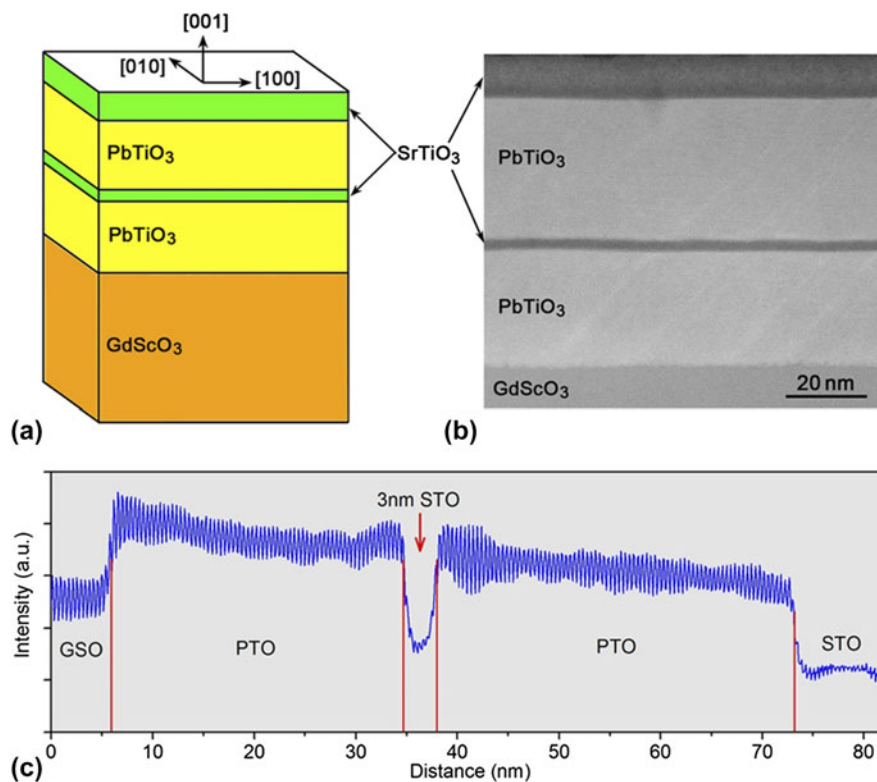 [001]
[010]
[100]
PbTiO₃
PbTiO₃
GdScO₃
SrTiO₃
PbTiO₃
PbTiO₃
GdScO₃
20 nm
(a)
(b)
Intensity (a.u.)
3nm STO
GSO
PTO
PTO
STO
0 10 20 30 40 50 60 70 80
Distance (nm)
(c)